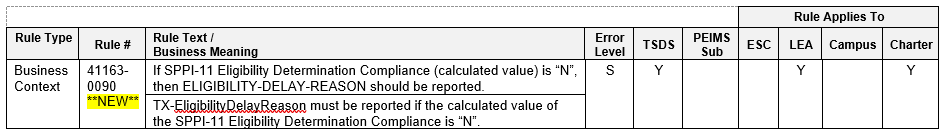 Rule Applies To
Rule Type
Rule #
Rule Text /
Business Meaning
Error
Level
TSDS
PEIMS
Sub
ESC
LEA
Campus
Charter
Business
Context
41163-
0090
**NEW**
If SPPI-11 Eligibility Determination Compliance (calculated value) is “N”,
then ELIGIBILITY-DELAY-REASON should be reported.
S
Y
Y
Y
TX-EligibilityDelayReason must be reported if the calculated value of
the SPPI-11 Eligibility Determination Compliance is “N”.